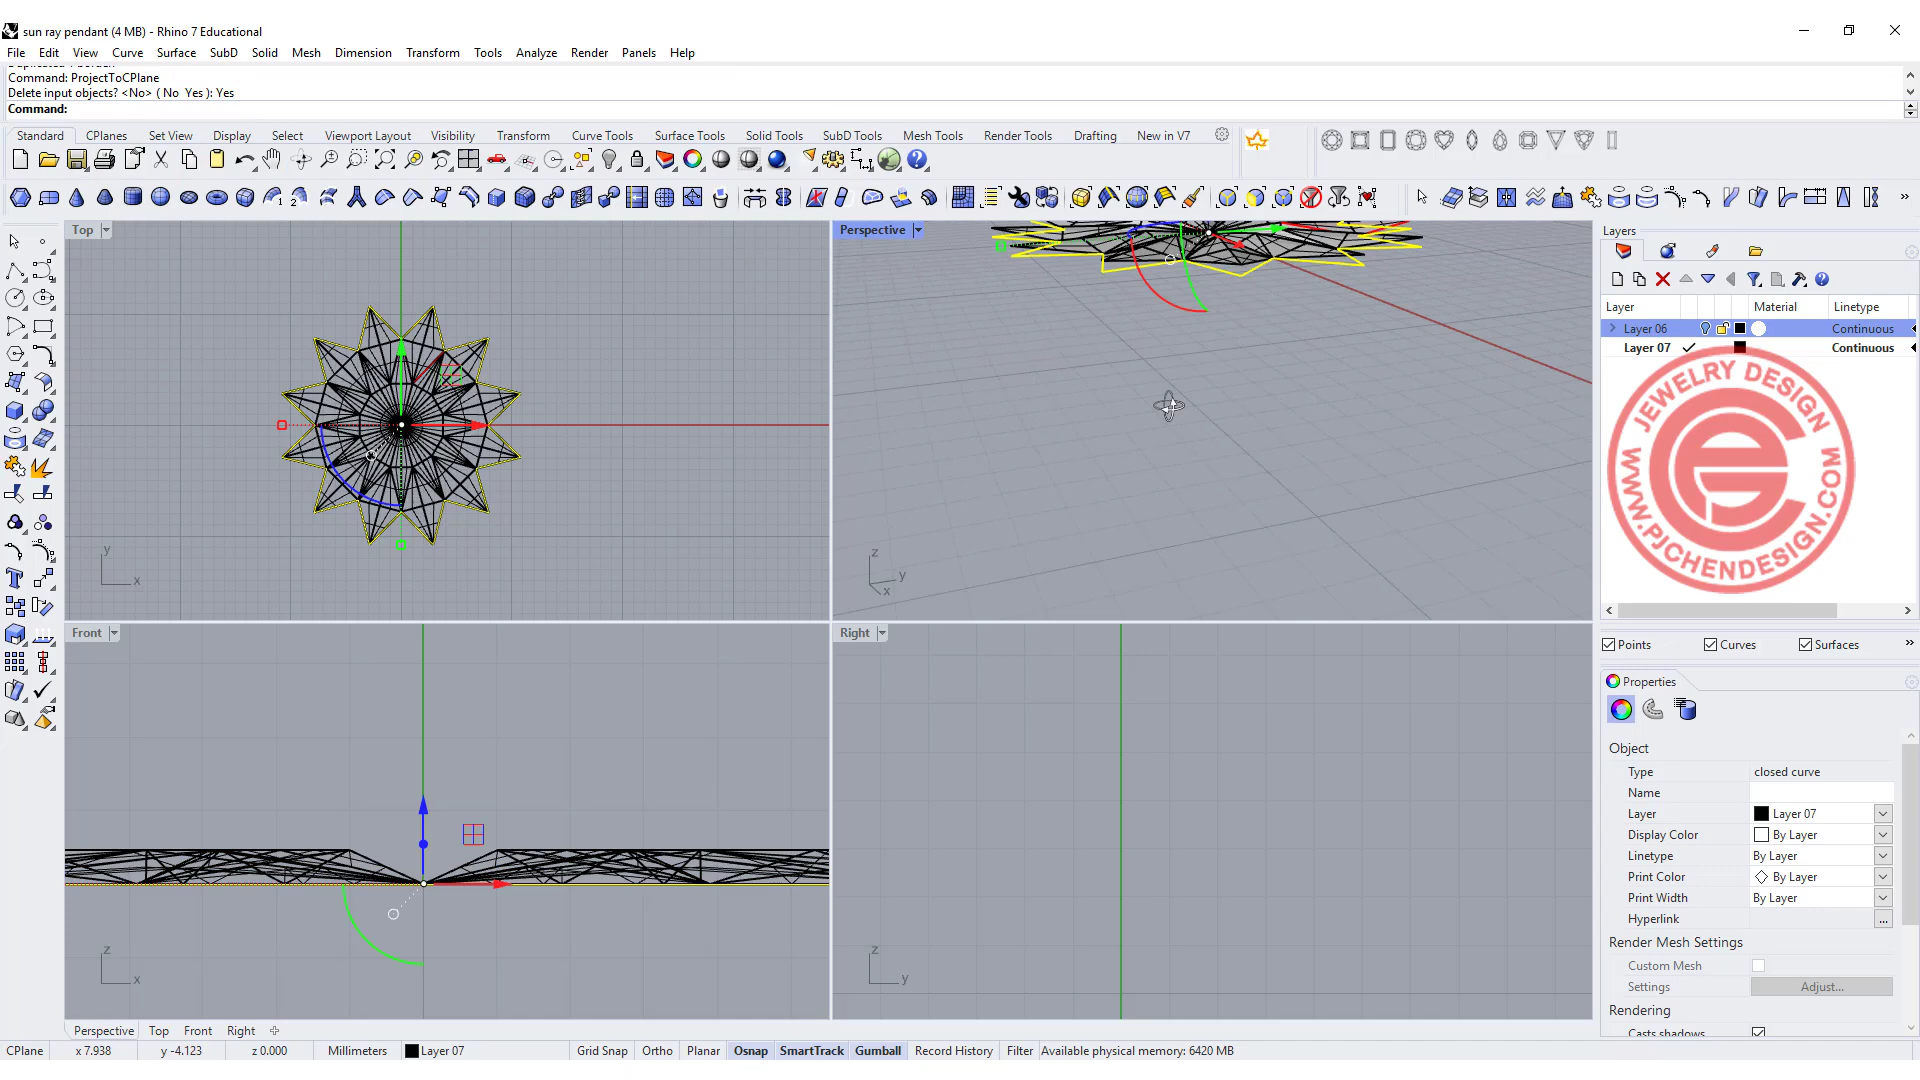 sun ray pendant (4 MB) - Rhino 7 Educational
File Edit View Curve Surface SubD Solid Mesh Dimension Transform Tools Analyze Render Panels Help
Command: ProjectToCPlane
Delete input objects? <No> ( No Yes ): Yes
Command:
Standard CPlanes Set View Display Select Viewport Layout Visibility Transform Curve Tools Surface Tools Solid Tools SubD Tools Mesh Tools Render Tools Drafting New in V7
Top
y
x
Perspective
z
y
x
Front
z
x
Right
z
y
Layers
Layer Material Linetype
Layer 06 Continuous
Layer 07 Continuous
JEWELRY DESIGN
WWW.PJCHENDESIGN.COM
Points Curves Surfaces
Properties
Object
Type closed curve
Name
Layer Layer 07
Display Color By Layer
Linetype By Layer
Print Color By Layer
Print Width By Layer
Hyperlink ...
Render Mesh Settings
Custom Mesh
Settings Adjust...
Rendering
Casts shadows
Perspective Top Front Right
CPlane x 7.938 y -4.123 z 0.000 Millimeters Layer 07 Grid Snap Ortho Planar Osnap SmartTrack Gumball Record History Filter Available physical memory: 6420 MB